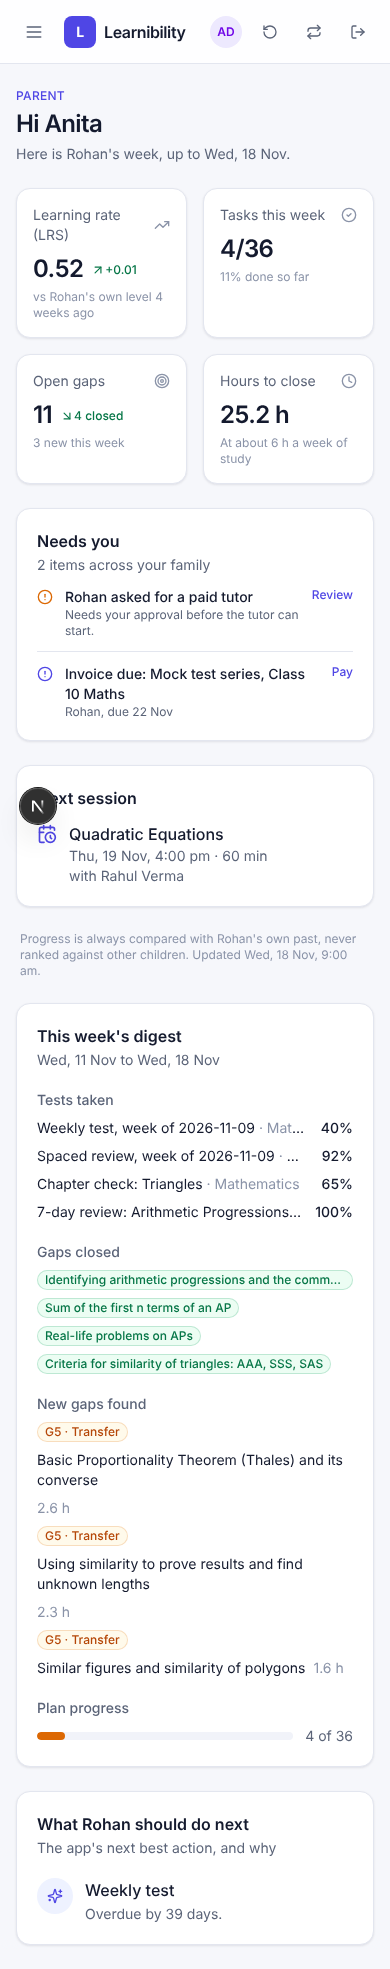 L Learnibility AD
PARENT
Hi Anita
Here is Rohan's week, up to Wed, 18 Nov.
Learning rate
(LRS)
0.52 +0.01
vs Rohan's own level 4
weeks ago
Tasks this week
4/36
11% done so far
Open gaps
11 4 closed
3 new this week
Hours to close
25.2 h
At about 6 h a week of
study
Needs you
2 items across your family
Rohan asked for a paid tutor Review
Needs your approval before the tutor can
start.
Invoice due: Mock test series, Class Pay
10 Maths
Rohan, due 22 Nov
N
ext session
Quadratic Equations
Thu, 19 Nov, 4:00 pm · 60 min
with Rahul Verma
Progress is always compared with Rohan's own past, never
ranked against other children. Updated Wed, 18 Nov, 9:00
am.
This week's digest
Wed, 11 Nov to Wed, 18 Nov
Tests taken
Weekly test, week of 2026-11-09 · Mat... 40%
Spaced review, week of 2026-11-09 · ... 92%
Chapter check: Triangles · Mathematics 65%
7-day review: Arithmetic Progressions... 100%
Gaps closed
Identifying arithmetic progressions and the comm...
Sum of the first n terms of an AP
Real-life problems on APs
Criteria for similarity of triangles: AAA, SSS, SAS
New gaps found
G5 · Transfer
Basic Proportionality Theorem (Thales) and its
converse
2.6 h
G5 · Transfer
Using similarity to prove results and find
unknown lengths
2.3 h
G5 · Transfer
Similar figures and similarity of polygons 1.6 h
Plan progress
4 of 36
What Rohan should do next
The app's next best action, and why
Weekly test
Overdue by 39 days.